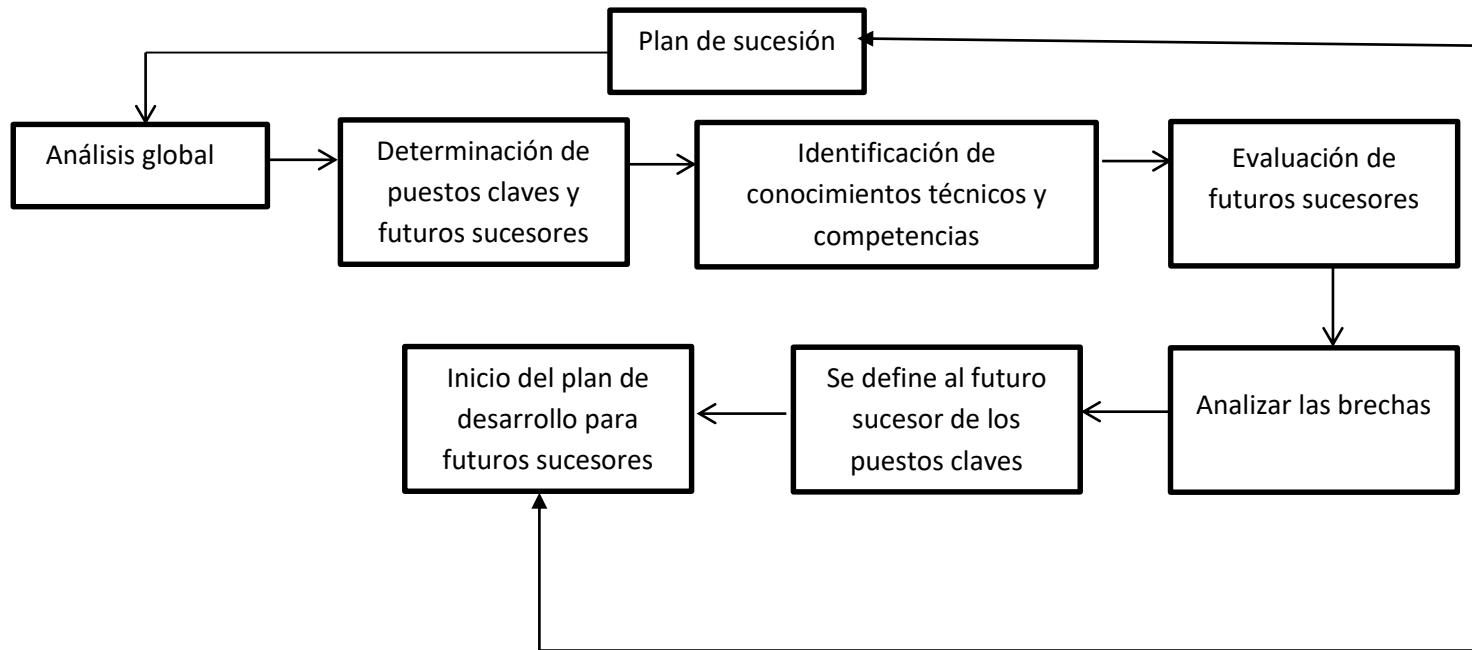 Plan de sucesión
Análisis global
Determinación de
puestos claves y
futuros sucesores
Identificación de
conocimientos técnicos y
competencias
Evaluación de
futuros sucesores
Analizar las brechas
Se define al futuro
sucesor de los
puestos claves
Inicio del plan de
desarrollo para
futuros sucesores